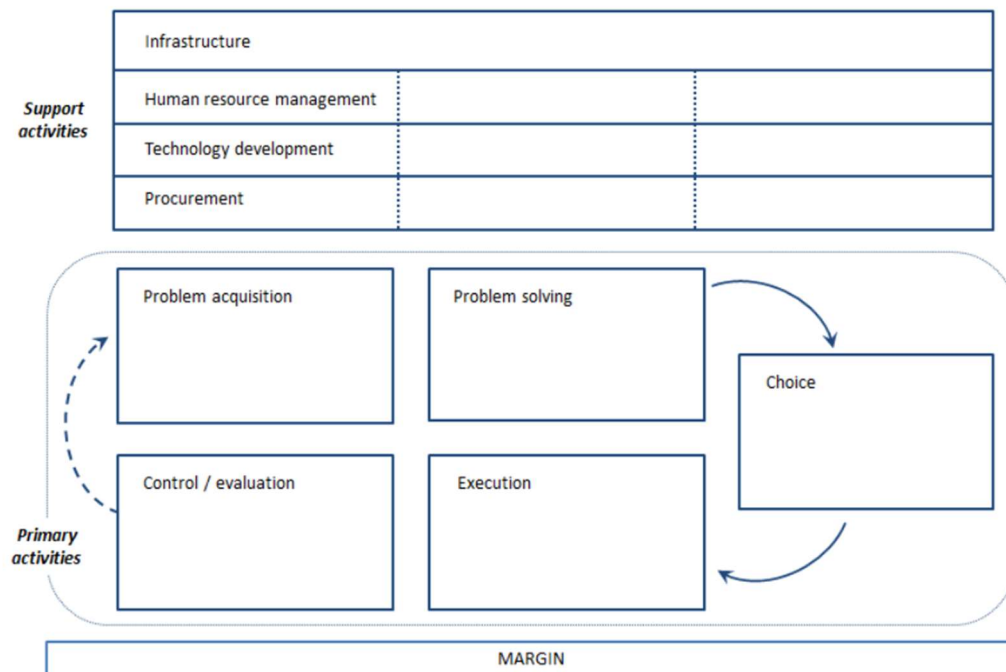 Infrastructure
Support
activities
Human resource management
Technology development
Procurement
Problem acquisition
Problem solving
Choice
Control / evaluation
Execution
Primary
activities
MARGIN